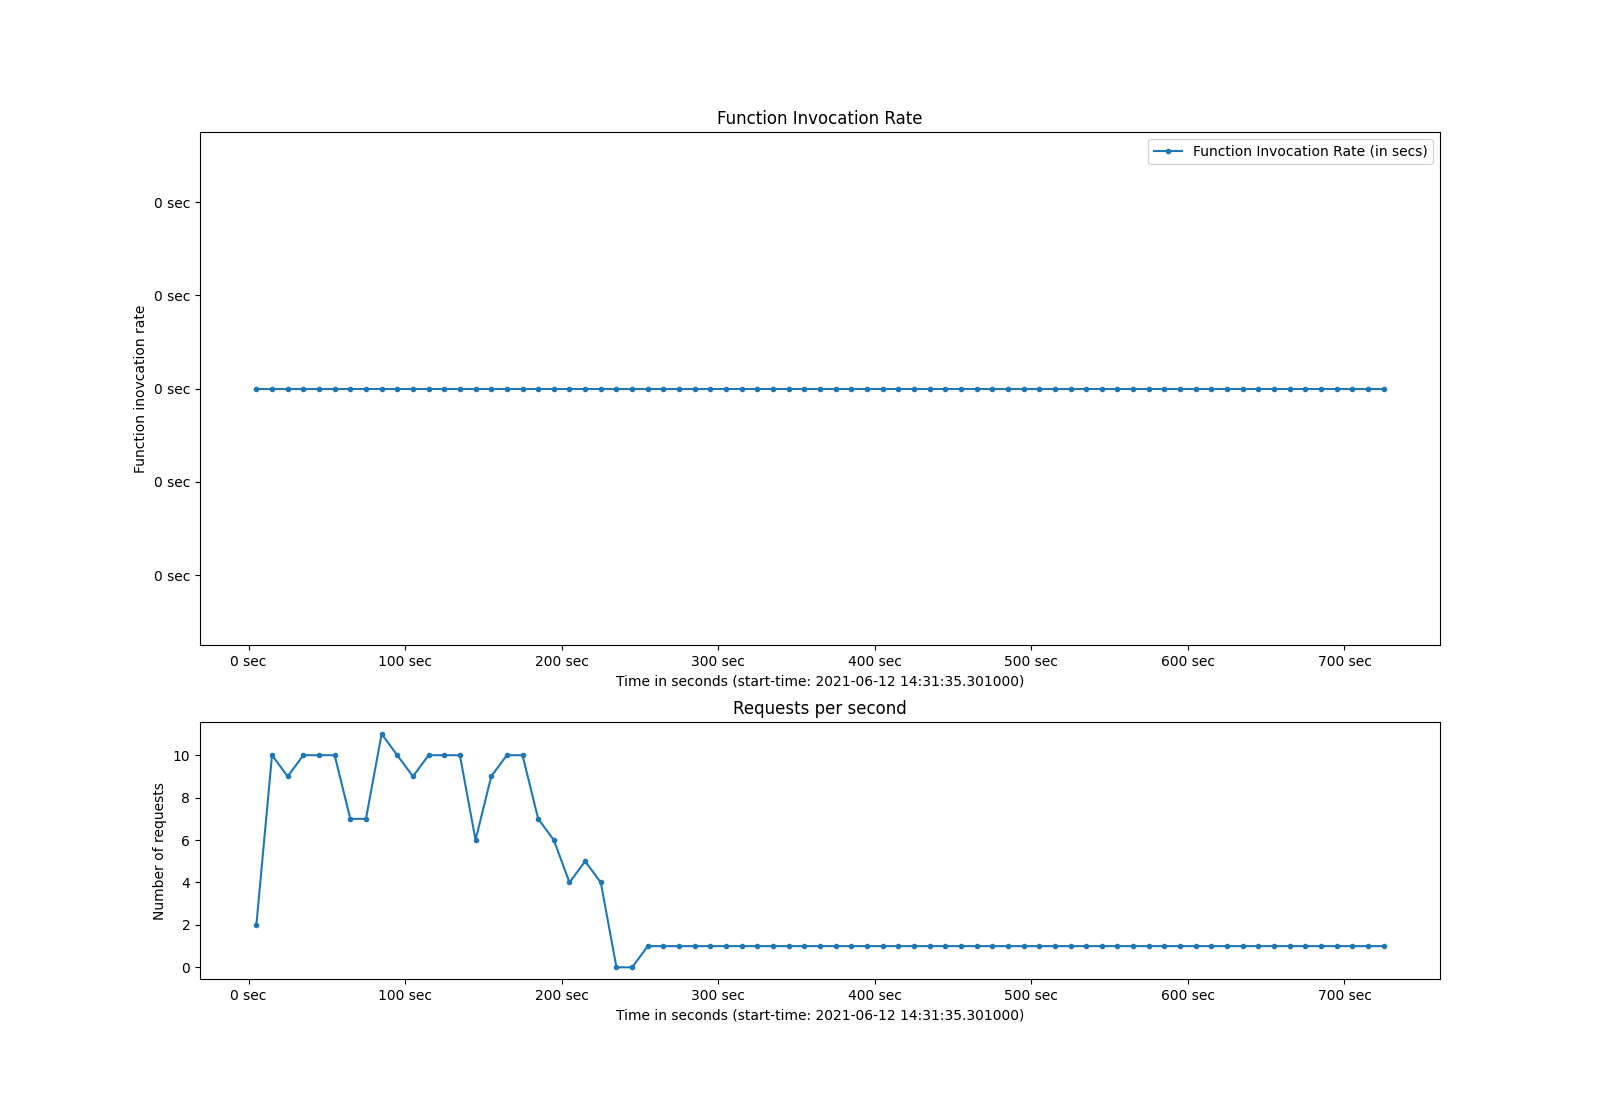 Function Invocation Rate
Function Invocation Rate (in secs)
0 sec
0 sec
0 sec
0 sec
0 sec
Function inovcation rate
0 sec 100 sec 200 sec 300 sec 400 sec 500 sec 600 sec 700 sec
Time in seconds (start-time: 2021-06-12 14:31:35.301000)
Requests per second
10
8
6
4
2
0
Number of requests
0 sec 100 sec 200 sec 300 sec 400 sec 500 sec 600 sec 700 sec
Time in seconds (start-time: 2021-06-12 14:31:35.301000)